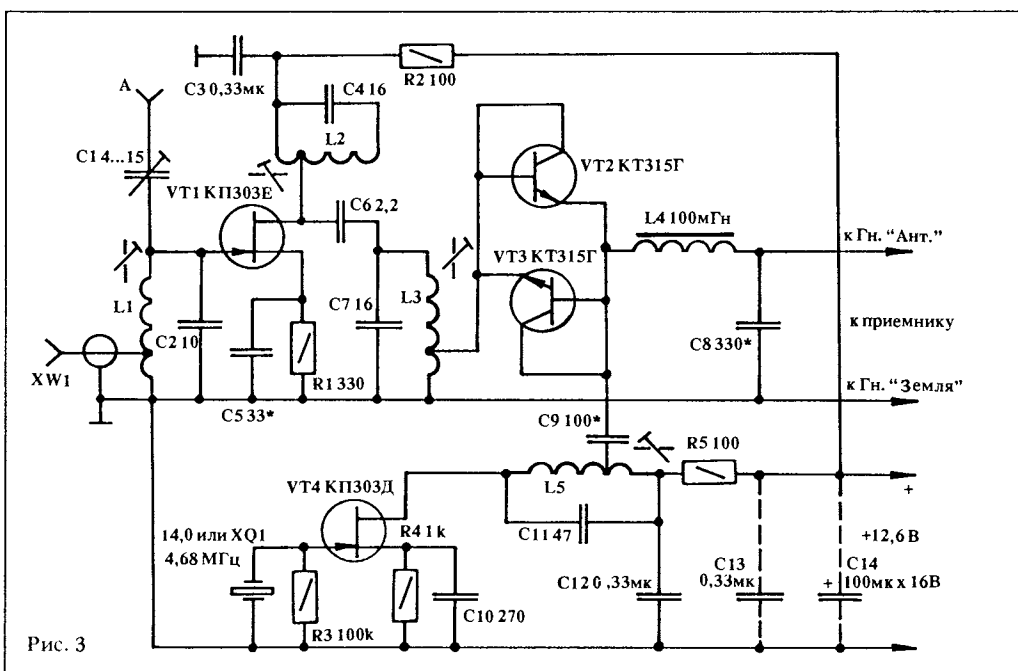 C3 0,33мк
R2 100
A
C4 16
L2
C1 4...15
VT1 КП303Е
VT2 КТ315Г
C6 2,2
L4 100мГн
к Гн. "Ант."
VT3 КТ315Г
L1
C7 16
L3
C2 10
к приемнику
C8 330*
XW1
R1 330
C5 33*
к Гн. "Земля"
C9 100*
R5 100
VT4 КП303Д
L5
+
14,0 или XQ1
4,68 МГц
R4 1k
C11 47
+12,6 В
C13
0,33мк
C14
+ 100мк x 16В
C12 0,33мк
C10 270
R3 100k
Рис. 3